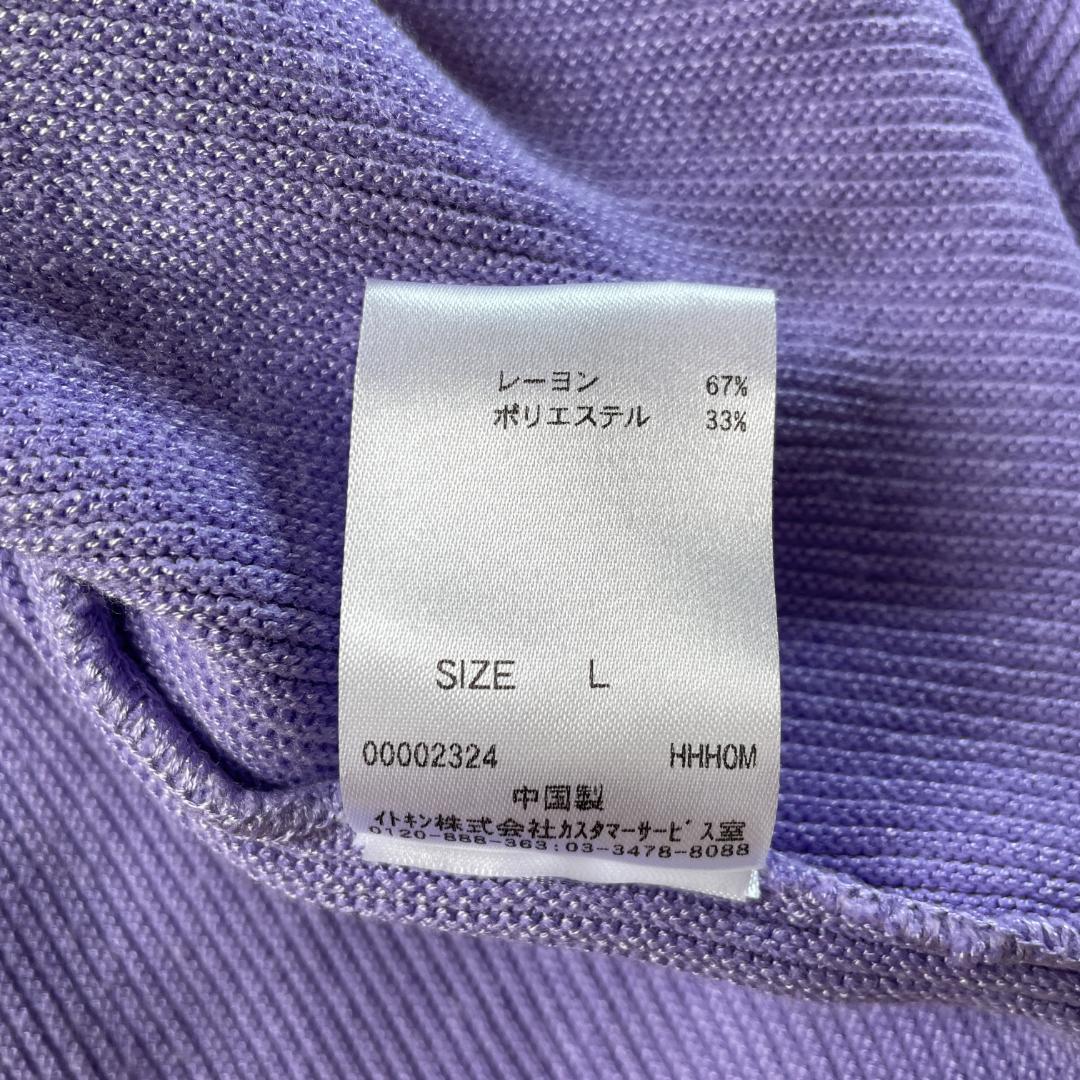 レーヨン 67%
ポリエステル 33%
SIZE L
00002324 HHHOM
中国製
イトキン株式会社カスタマーサービス室
0120-888-363:03-3478-8088